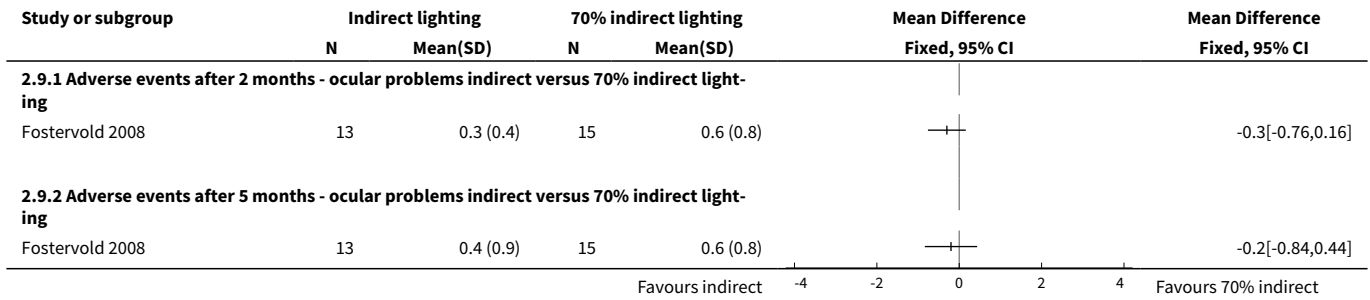 Study or subgroup Indirect lighting 70% indirect lighting Mean Difference Mean Difference
N Mean(SD) N Mean(SD) Fixed, 95% CI Fixed, 95% CI
2.9.1 Adverse events after 2 months - ocular problems indirect versus 70% indirect light-
ing
Fostervold 2008 13 0.3 (0.4) 15 0.6 (0.8) -0.3[-0.76,0.16]
2.9.2 Adverse events after 5 months - ocular problems indirect versus 70% indirect light-
ing
Fostervold 2008 13 0.4 (0.9) 15 0.6 (0.8) -0.2[-0.84,0.44]
Favours indirect -4 -2 0 2 4 Favours 70% indirect